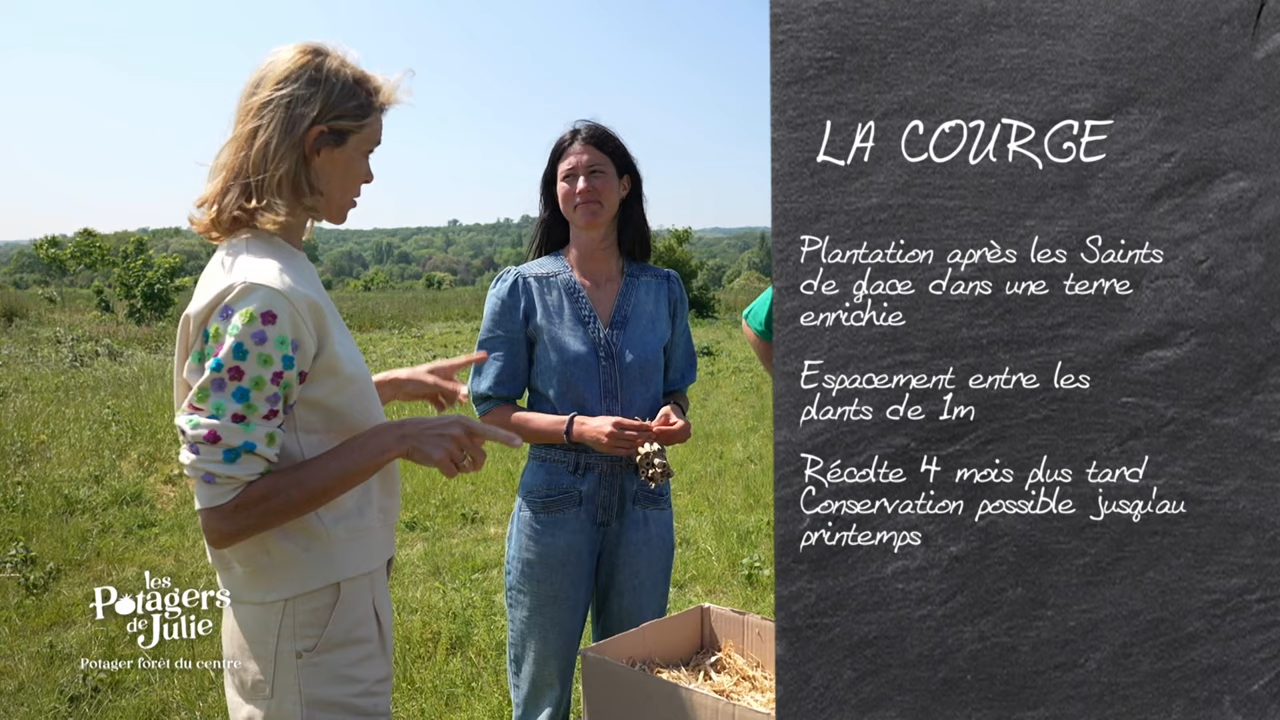 LA COURGE
Plantation après les Saints
de glace dans une terre
enrichie
Espacement entre les
plants de 1m
Récolte 4 mois plus tard
Conservation possible jusqu'au
printemps
les
Potagers
de Julie
Potager forêt du centre